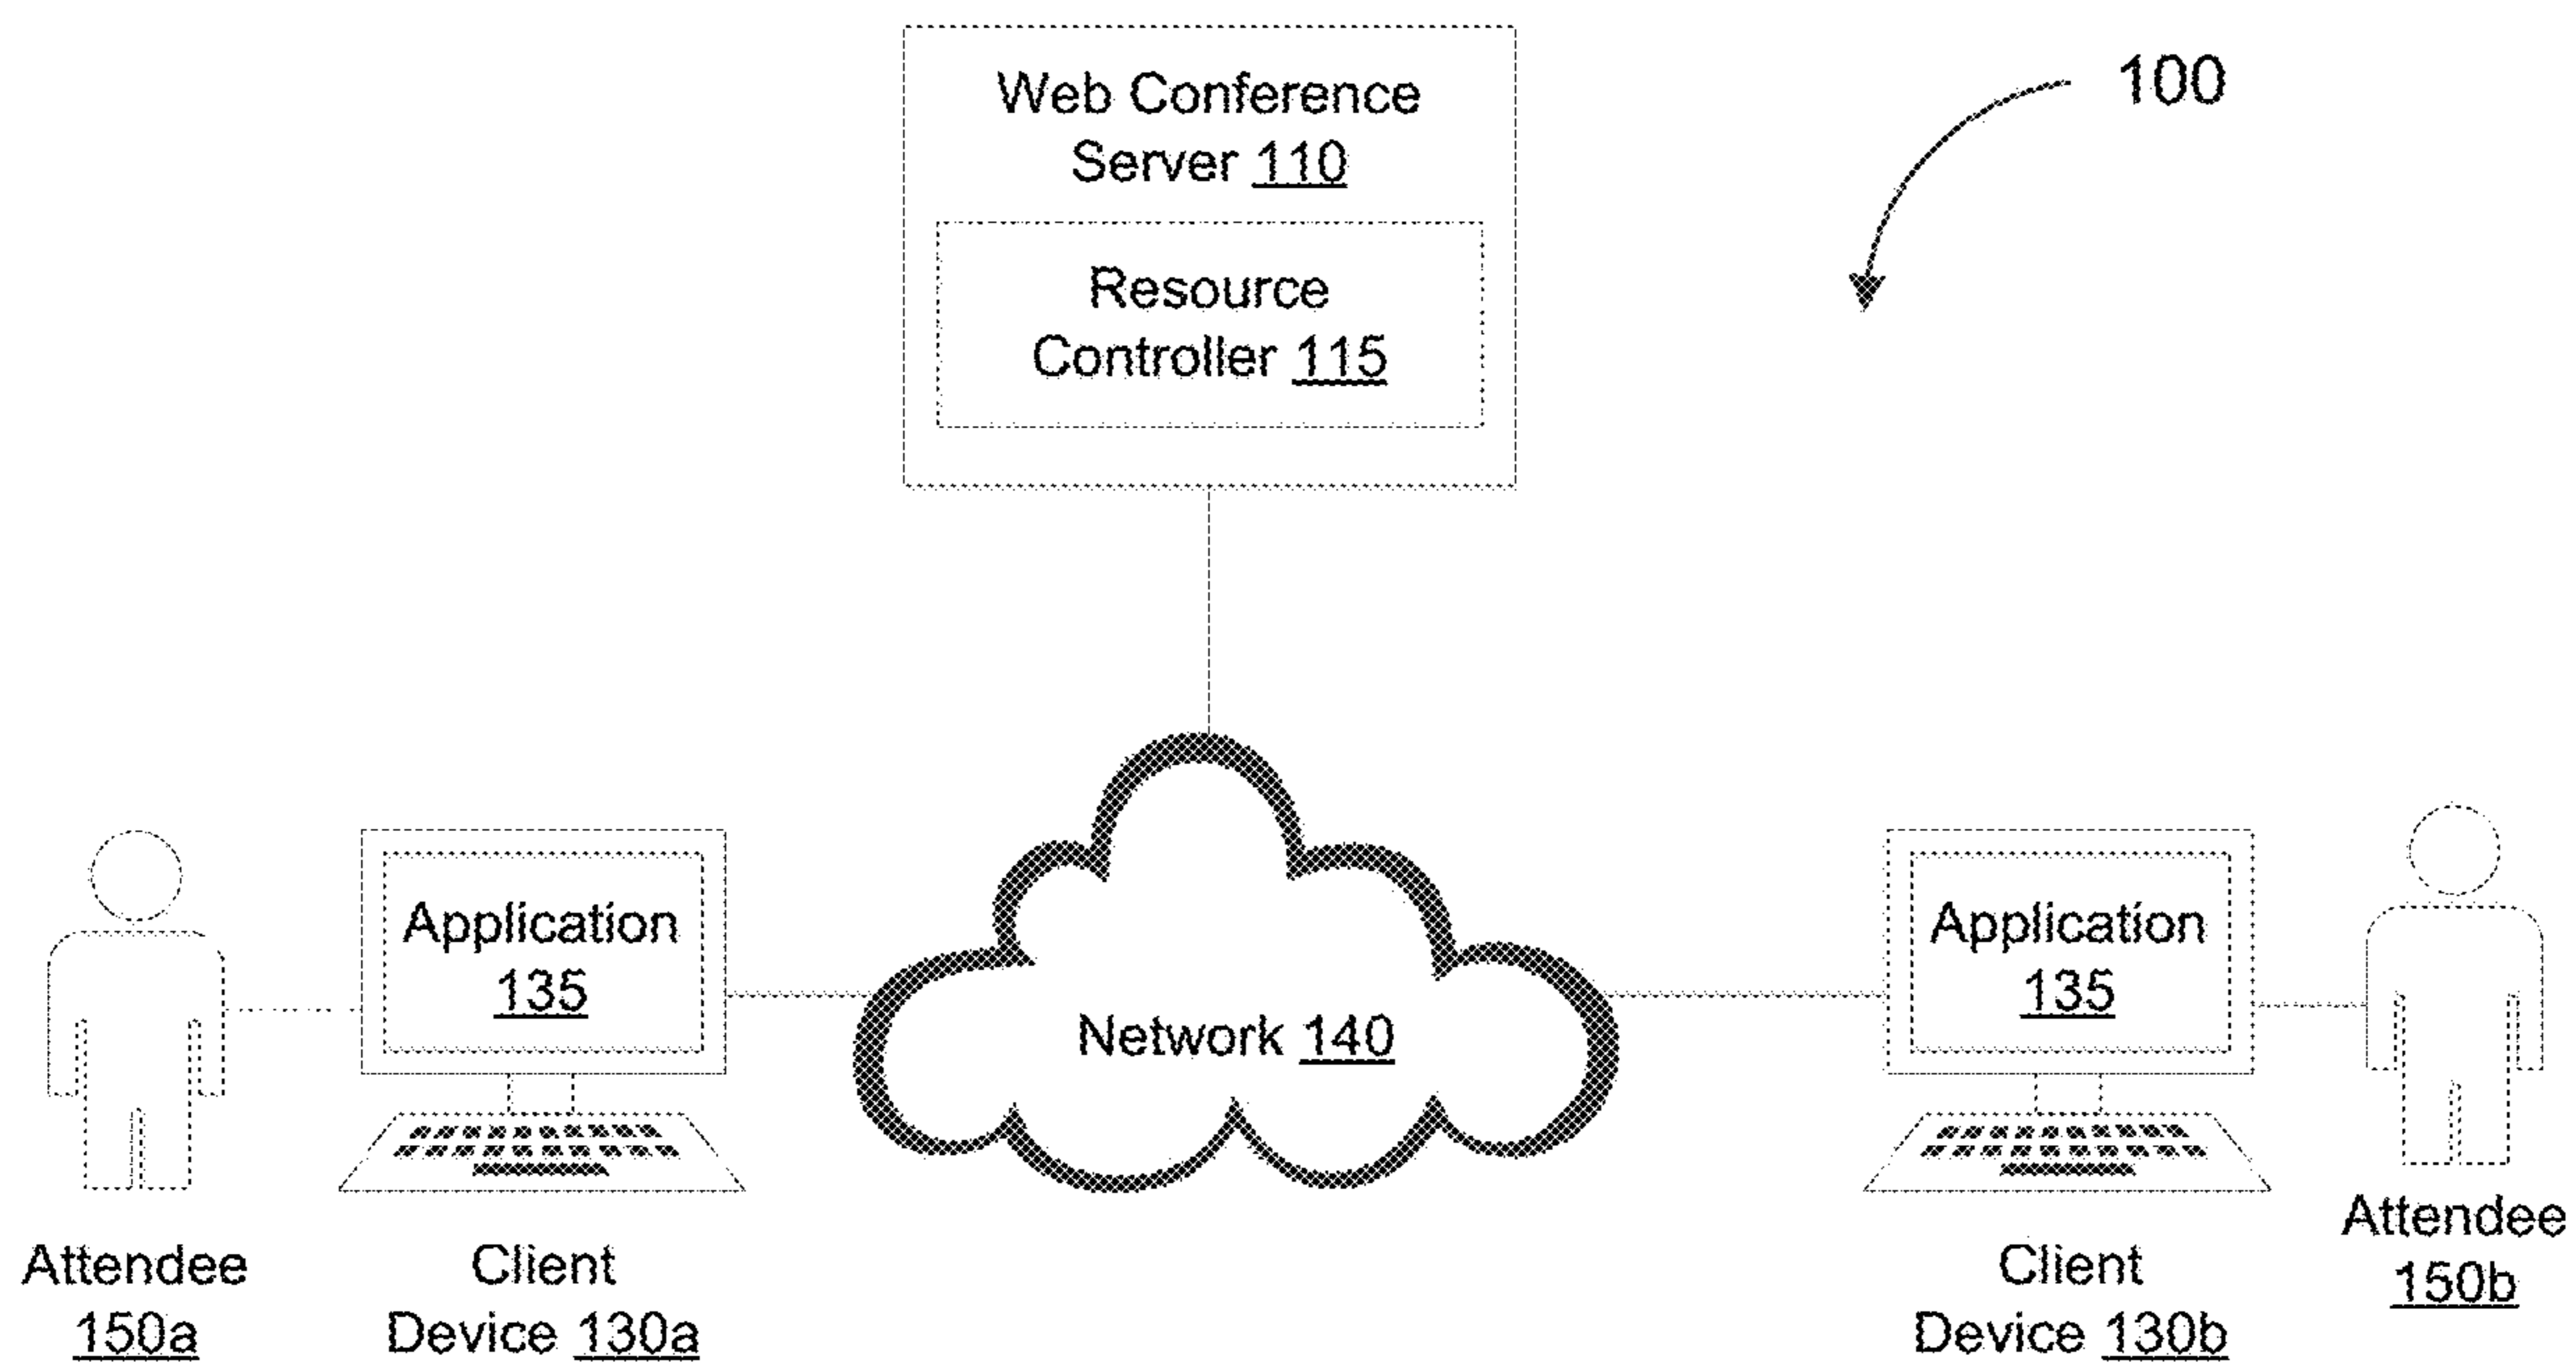 Web Conference
Server 110
100
Resource
Controller 115
Application
135
Network 140
Application
135
Attendee
150a
Client
Device 130a
Client
Device 130b
Attendee
150b